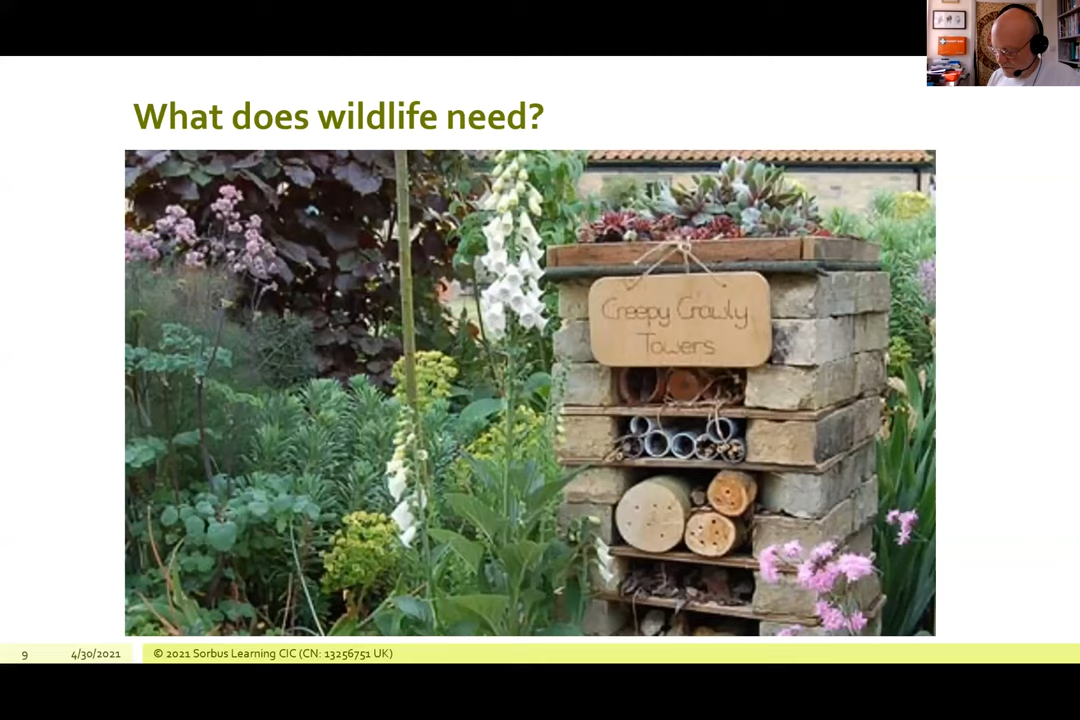 What does wildlife need?
Creepy Crawly
Towers
9 4/30/2021 © 2021 Sorbus Learning CIC (CN: 13256751 UK)